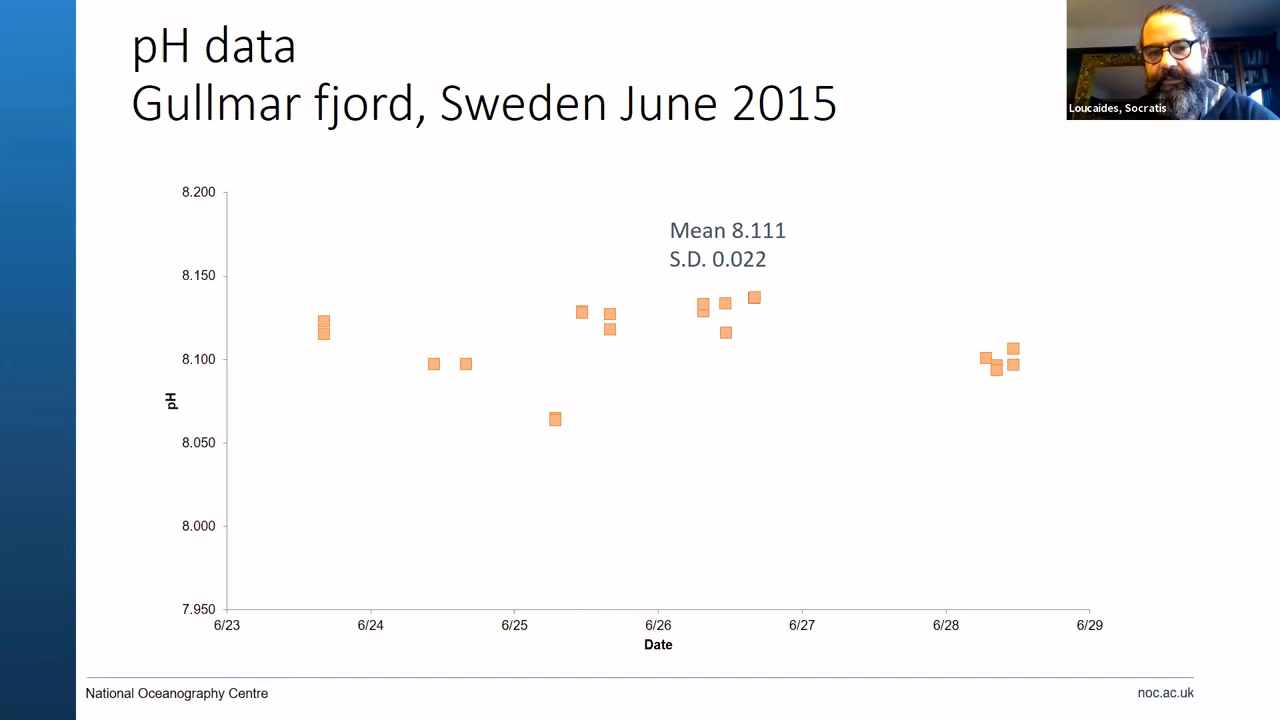 pH data
Gullmar fjord, Sweden June 2015
Loucaides, Socratis
8.200
8.150
8.100
8.050
8.000
7.950
pH
Mean 8.111
S.D. 0.022
6/23 6/24 6/25 6/26 6/27 6/28 6/29
Date
National Oceanography Centre
noc.ac.uk